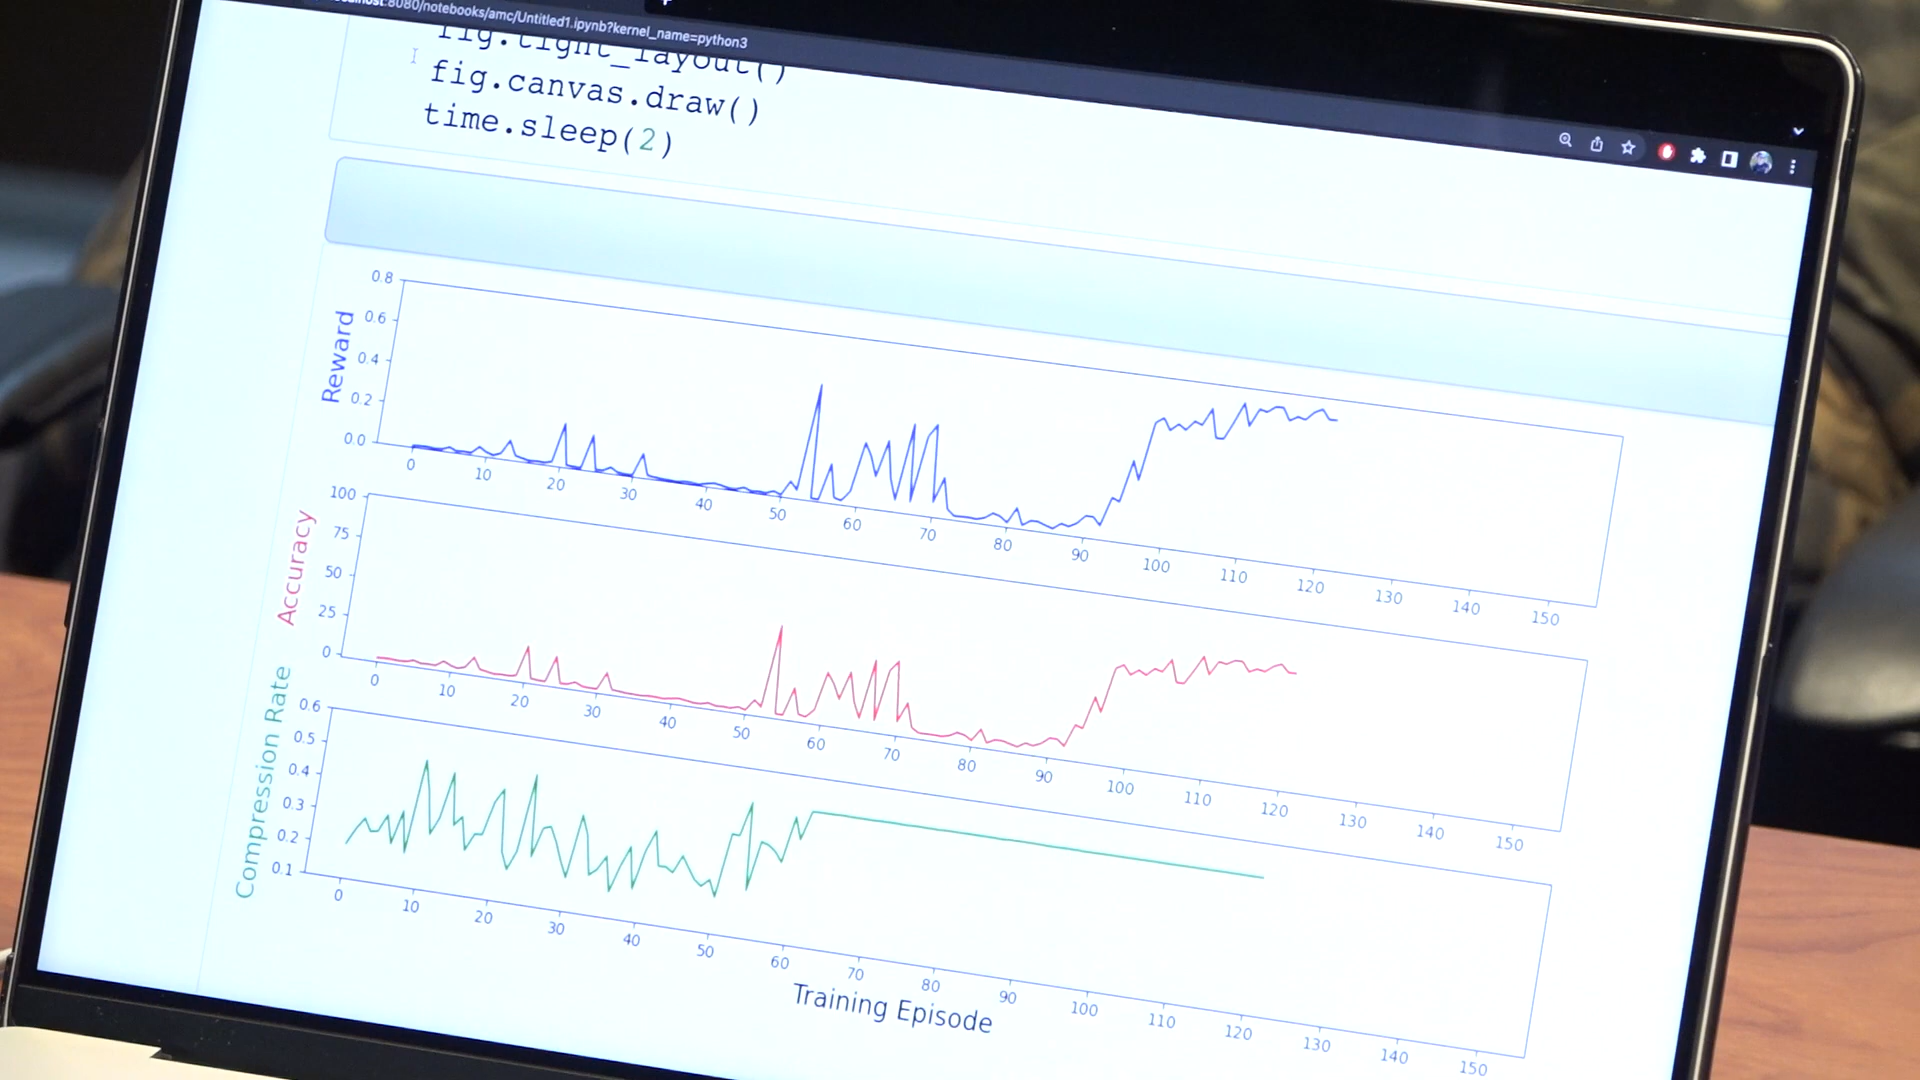 localhost:8080/notebooks/amc/Untitled1.ipynb?kernel_name=python3
fig.tight_layout()
fig.canvas.draw()
time.sleep(2)
Reward
0.8
0.6
0.4
0.2
0.0
0 10 20 30 40 50 60 70 80 90 100 110 120 130 140 150
Accuracy
100
75
50
25
0
0 10 20 30 40 50 60 70 80 90 100 110 120 130 140 150
Compression Rate
0.6
0.5
0.4
0.3
0.2
0.1
0 10 20 30 40 50 60 70 80 90 100 110 120 130 140 150
Training Episode